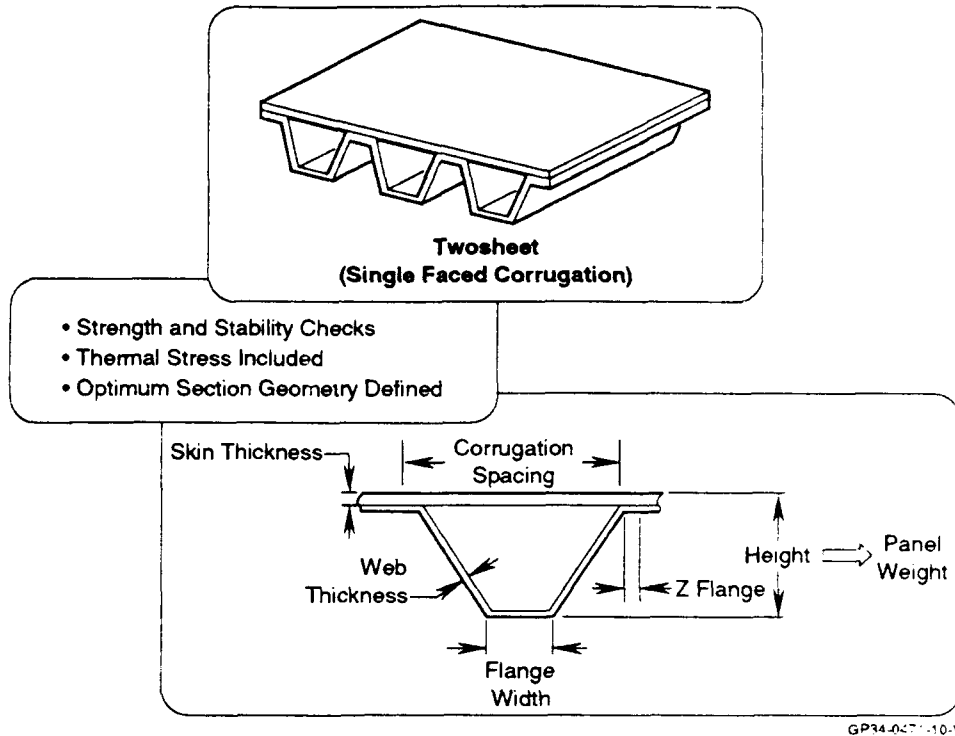 Twosheet
(Single Faced Corrugation)
• Strength and Stability Checks
• Thermal Stress Included
• Optimum Section Geometry Defined
Skin Thickness
Corrugation
Spacing
Web
Thickness
Height
Panel
Weight
Z Flange
Flange
Width